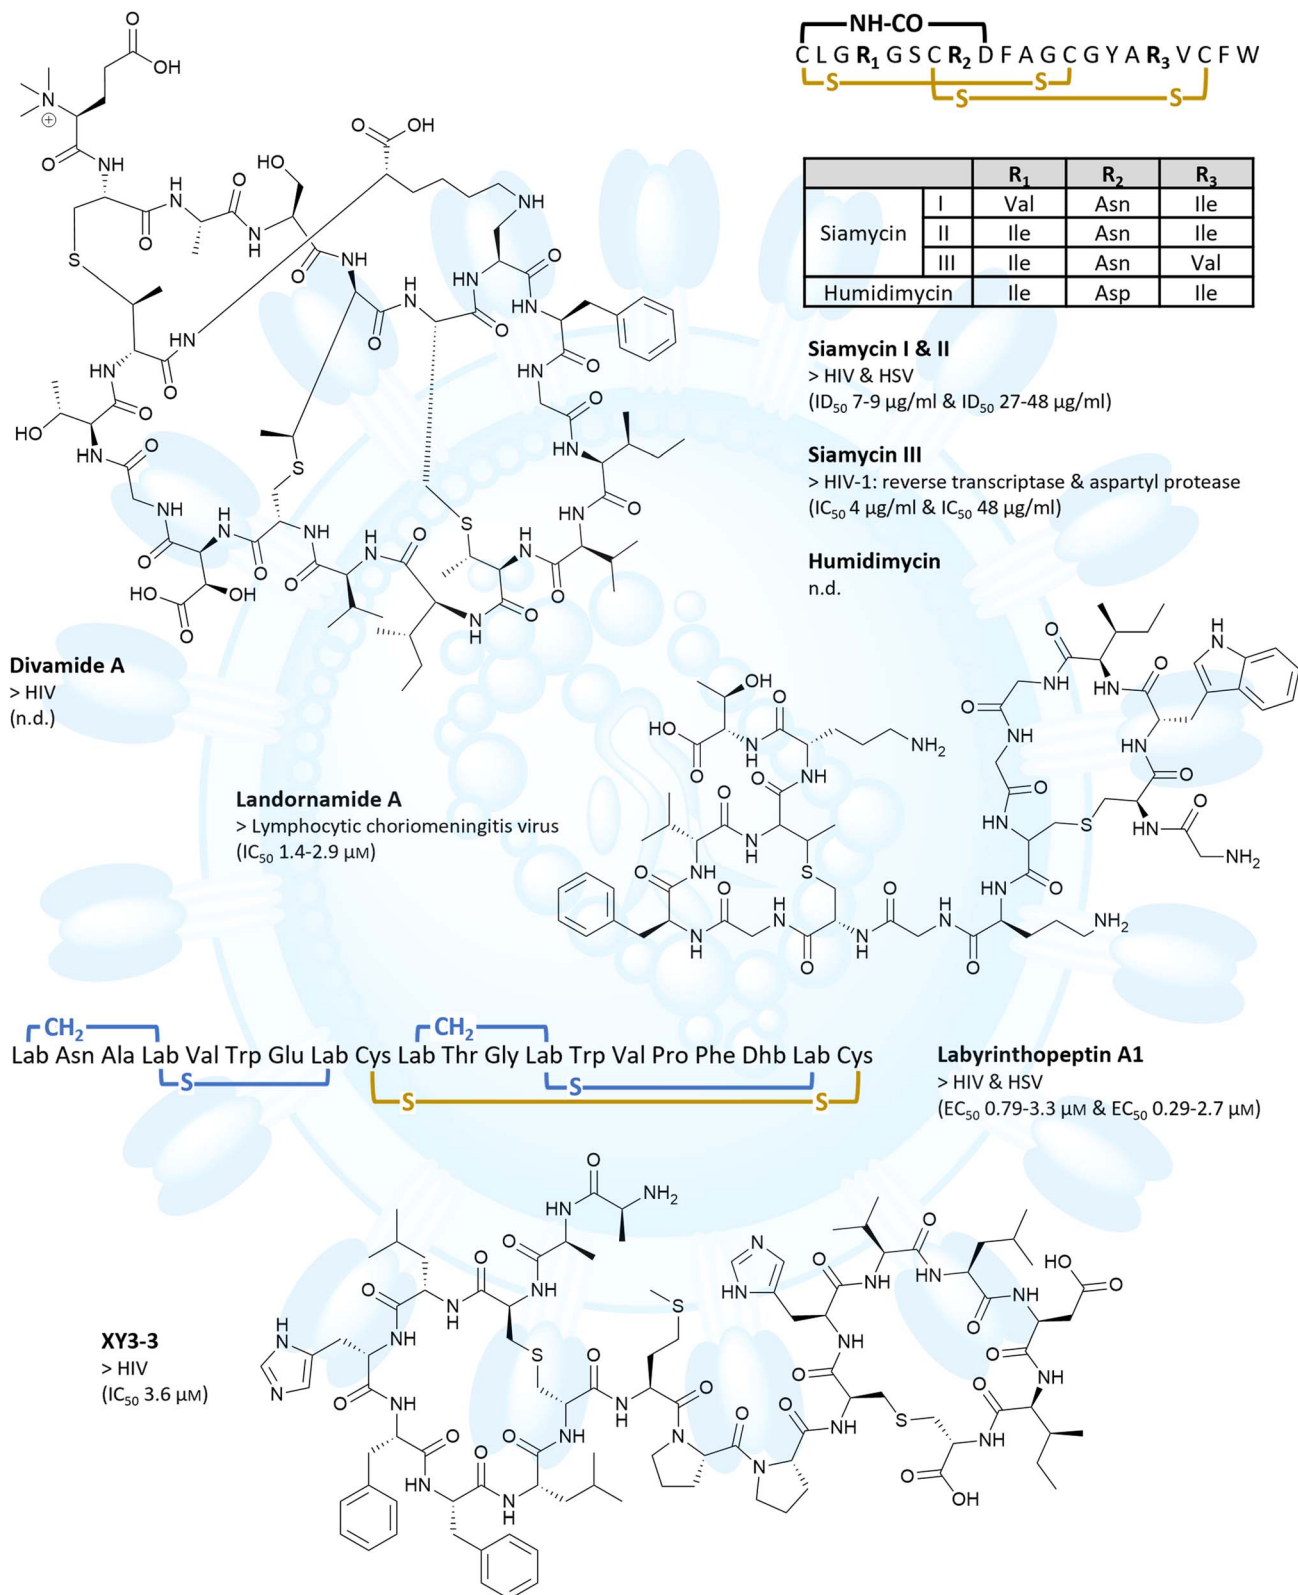 NH-CO
C L G R₁ G S C R₂ D F A G C G Y A R₃ V C F W
S S
S S
R₁ R₂ R₃
Siamycin I Val Asn Ile
II Ile Asn Ile
III Ile Asn Val
Humidimycin Ile Asp Ile
Siamycin I & II
> HIV & HSV
(ID₅₀ 7-9 µg/ml & ID₅₀ 27-48 µg/ml)
Siamycin III
> HIV-1: reverse transcriptase & aspartyl protease
(IC₅₀ 4 µg/ml & IC₅₀ 48 µg/ml)
Humidimycin
n.d.
Divamide A
> HIV
(n.d.)
Landornamide A
> Lymphocytic choriomeningitis virus
(IC₅₀ 1.4-2.9 µM)
CH₂ CH₂
Lab Asn Ala Lab Val Trp Glu Lab Cys Lab Thr Gly Lab Trp Val Pro Phe Dhb Lab Cys
S S
S S
Labyrinthopeptin A1
> HIV & HSV
(EC₅₀ 0.79-3.3 µM & EC₅₀ 0.29-2.7 µM)
XY3-3
> HIV
(IC₅₀ 3.6 µM)